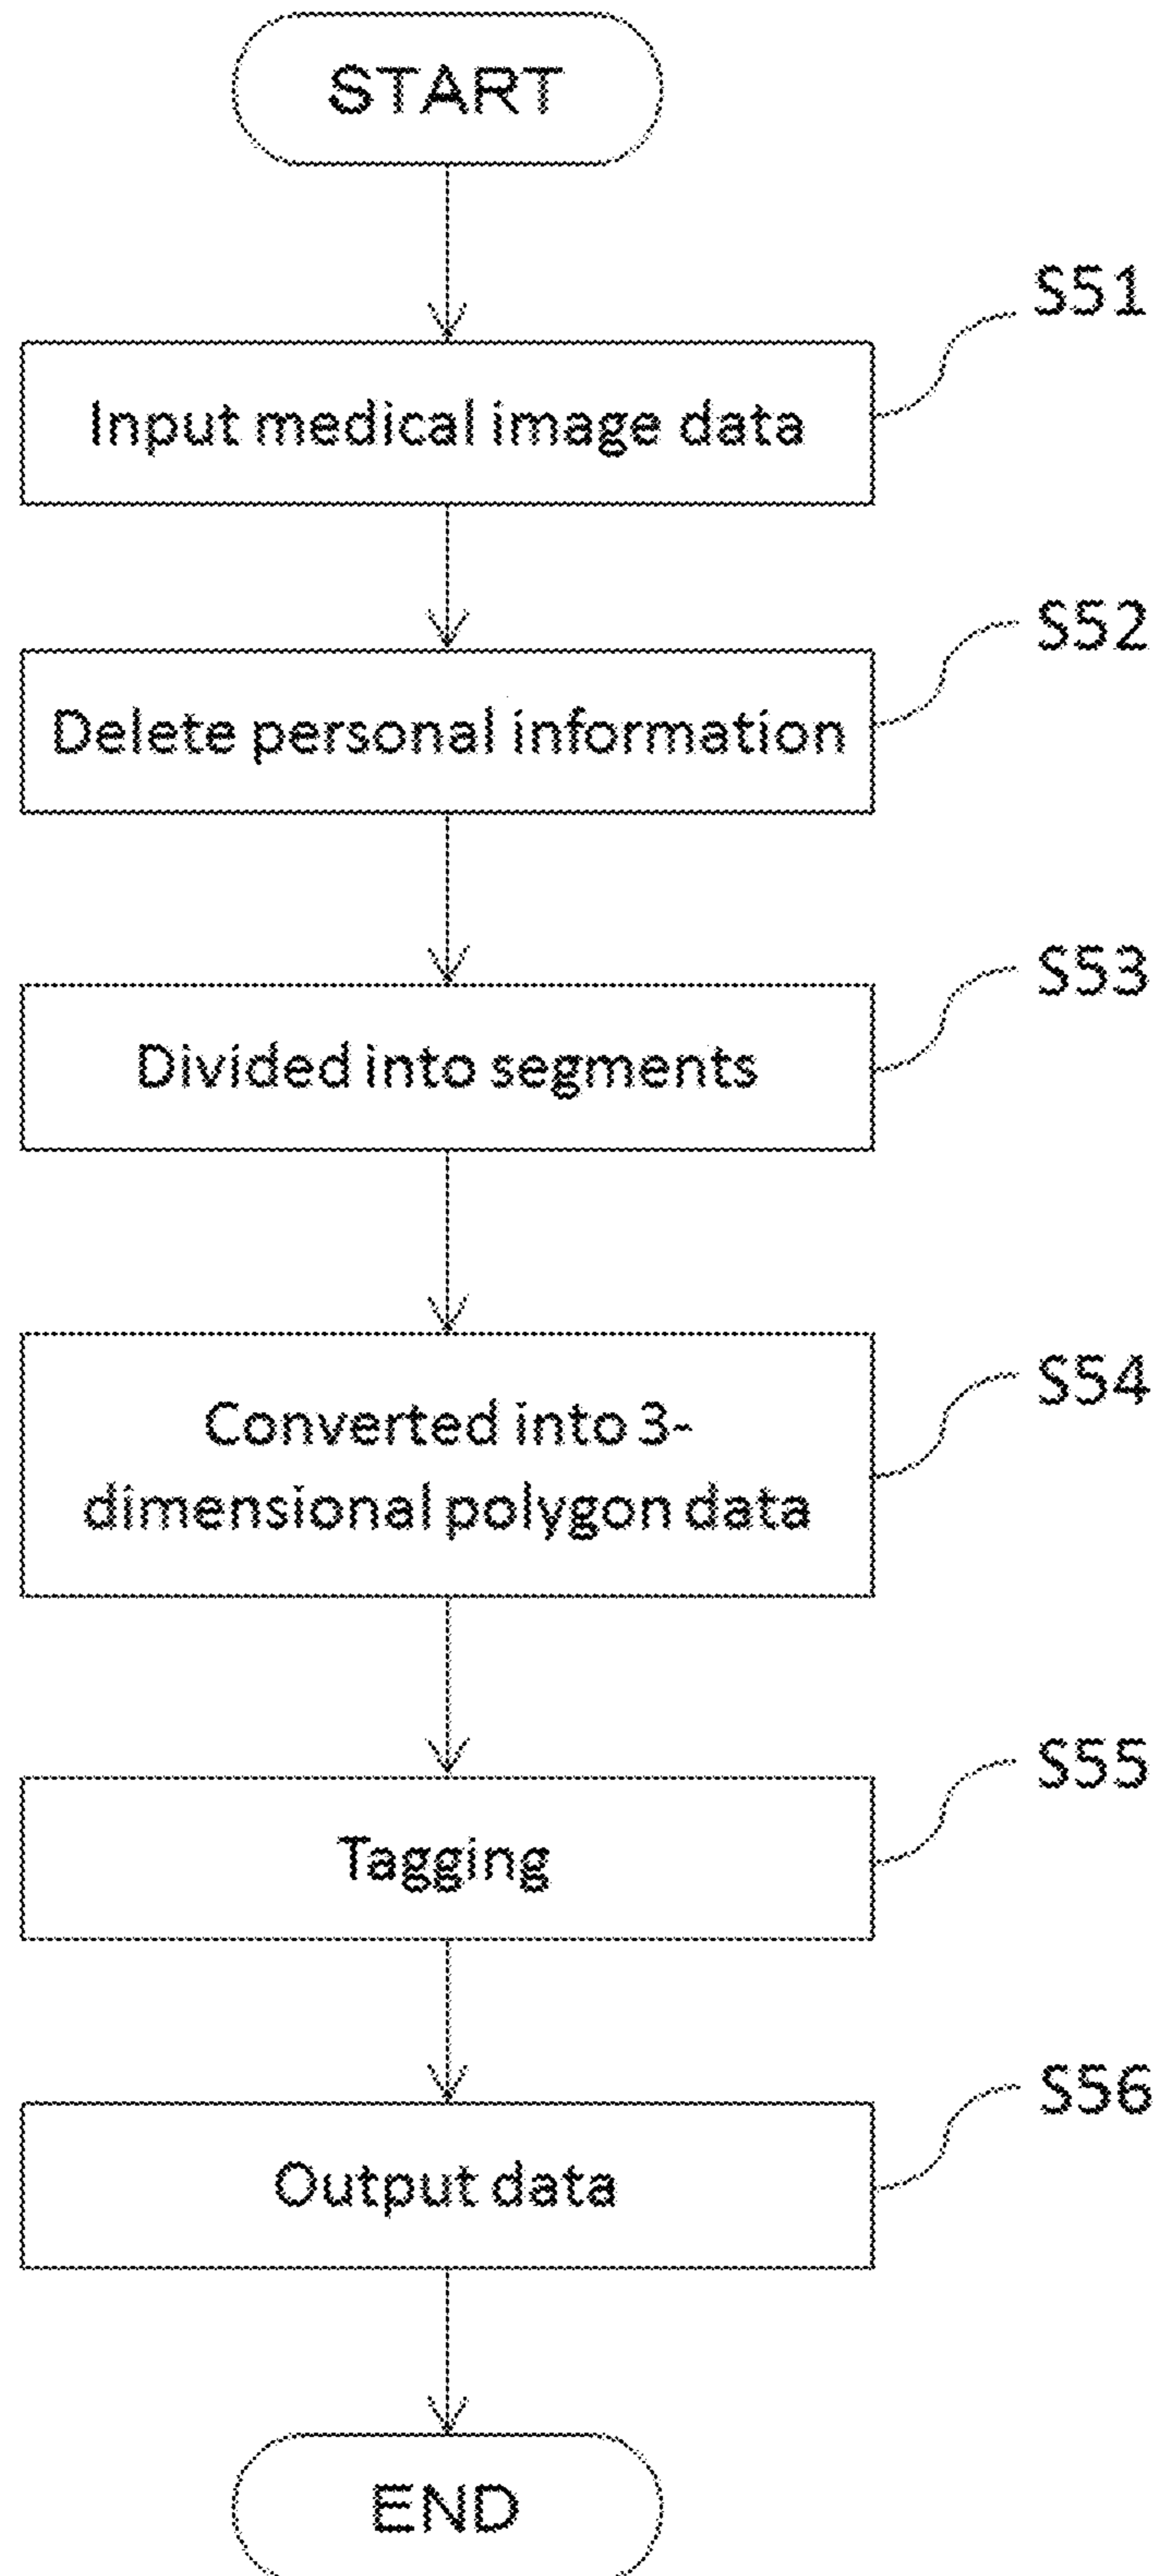 START
S51
Input medical image data
S52
Delete personal information
S53
Divided into segments
S54
Converted into 3-
dimensional polygon data
S55
Tagging
S56
Output data
END